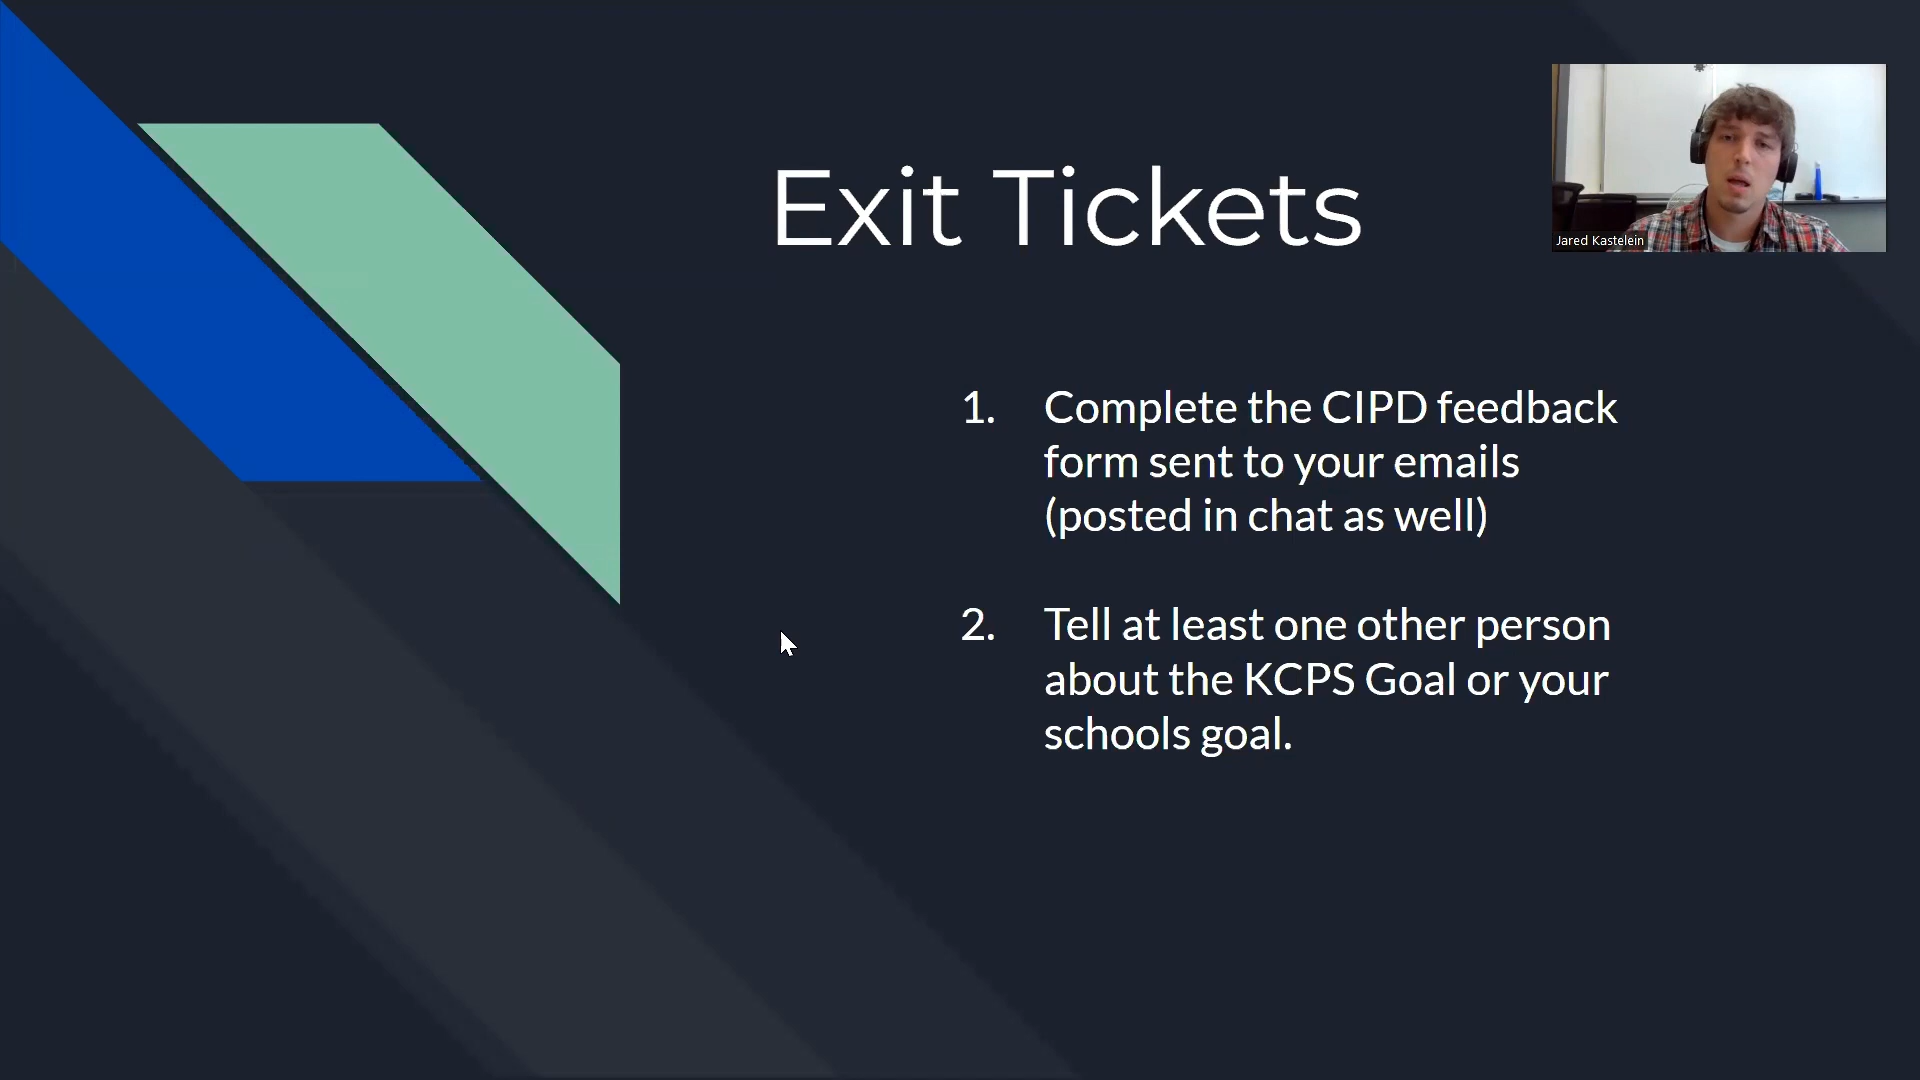 Exit Tickets
Jared Kastelein
1. Complete the CIPD feedback
form sent to your emails
(posted in chat as well)
2. Tell at least one other person
about the KCPS Goal or your
schools goal.